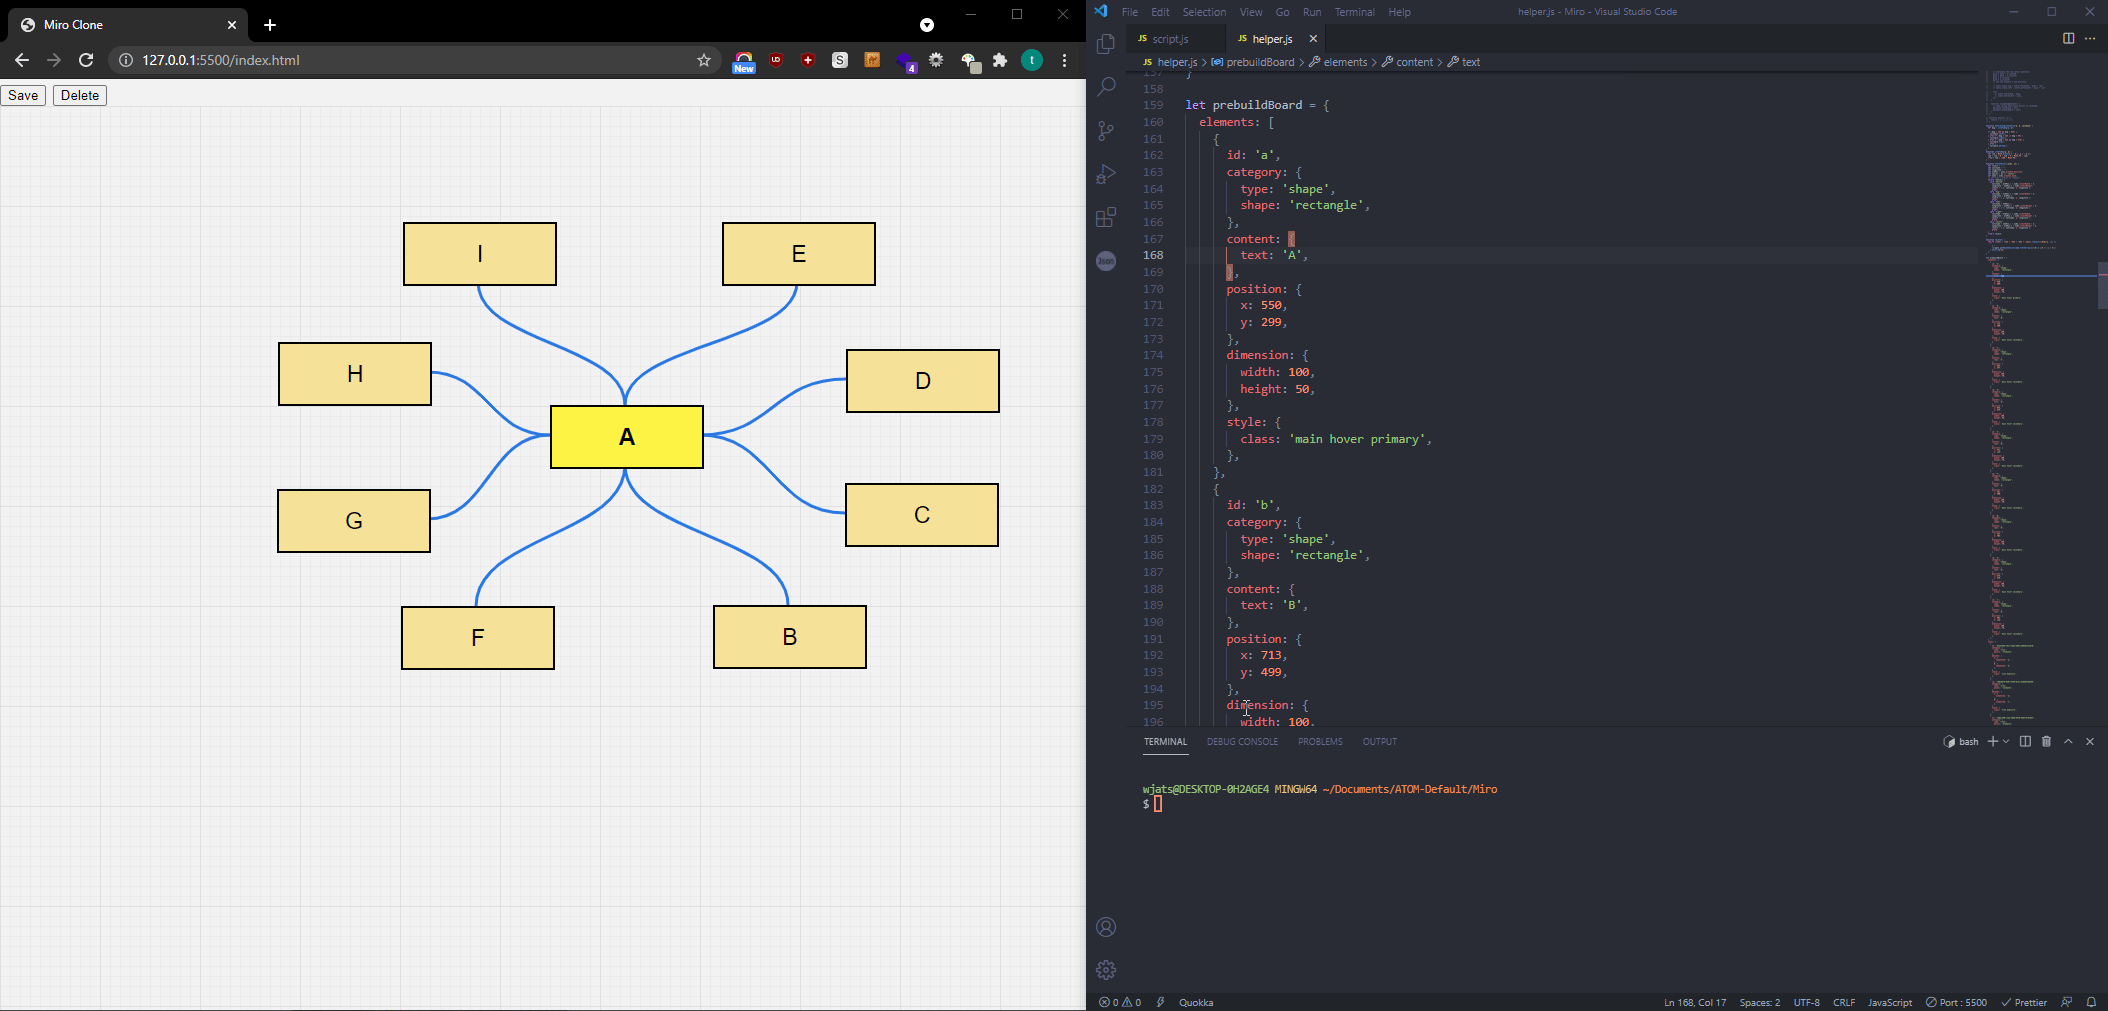 Miro Clone
127.0.0.1:5500/index.html
New
UD
S
4
t
Save
Delete
I
E
H
D
A
G
C
F
B
File Edit Selection View Go Run Terminal Help
helper.js - Miro - Visual Studio Code
JS script.js
JS helper.js
JS helper.js > prebuildBoard > elements > content > text
Json
157 }
158
159 let prebuildBoard = {
160 elements: [
161 {
162 id: 'a',
163 category: {
164 type: 'shape',
165 shape: 'rectangle',
166 },
167 content: {
168 text: 'A',
169 },
170 position: {
171 x: 550,
172 y: 299,
173 },
174 dimension: {
175 width: 100,
176 height: 50,
177 },
178 style: {
179 class: 'main hover primary',
180 },
181 },
182 {
183 id: 'b',
184 category: {
185 type: 'shape',
186 shape: 'rectangle',
187 },
188 content: {
189 text: 'B',
190 },
191 position: {
192 x: 713,
193 y: 499,
194 },
195 dimension: {
196 width: 100,
TERMINAL DEBUG CONSOLE PROBLEMS OUTPUT
bash
wjats@DESKTOP-0H2AGE4 MINGW64 ~/Documents/ATOM-Default/Miro
$
0 0 Quokka
Ln 168, Col 17 Spaces: 2 UTF-8 CRLF JavaScript Port : 5500 Prettier